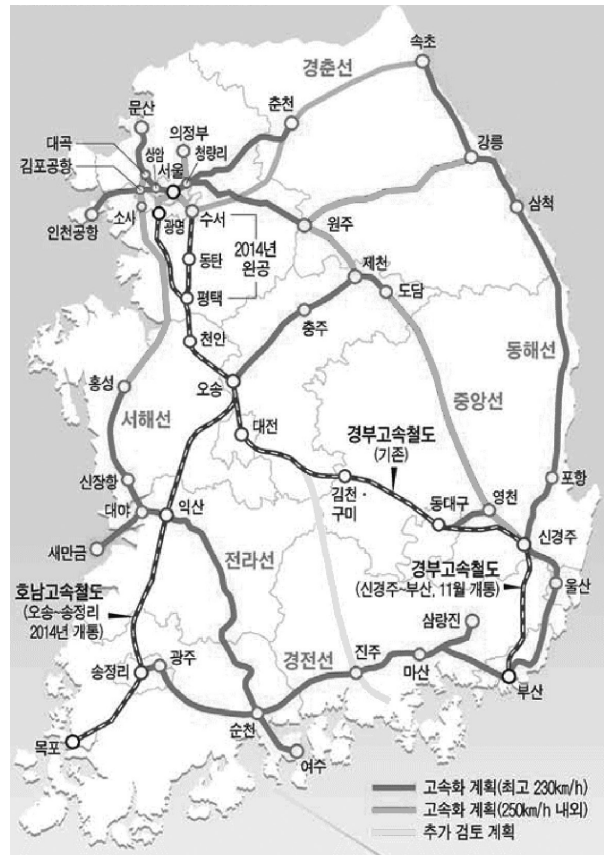 속초
경춘선
춘천
문산
의정부
대곡
상암
서울
청량리
강릉
김포공항
소사
광명
수서
원주
삼척
인천공항
2014년
완공
동탄
제천
도담
평택
천안
충주
동해선
오송
홍성
서해선
중앙선
대전
경부고속철도
(기존)
신장항
김천·
구미
포항
대야
익산
동대구
영천
신경주
새만금
전라선
호남고속철도
(오송~송정리
2014년 개통)
경부고속철도
(신경주~부산, 11월 개통)
울산
삼랑진
경전선
송정리
광주
진주
마산
부산
순천
목포
여주
고속화 계획(최고 230km/h)
고속화 계획(250km/h 내외)
추가 검토 계획